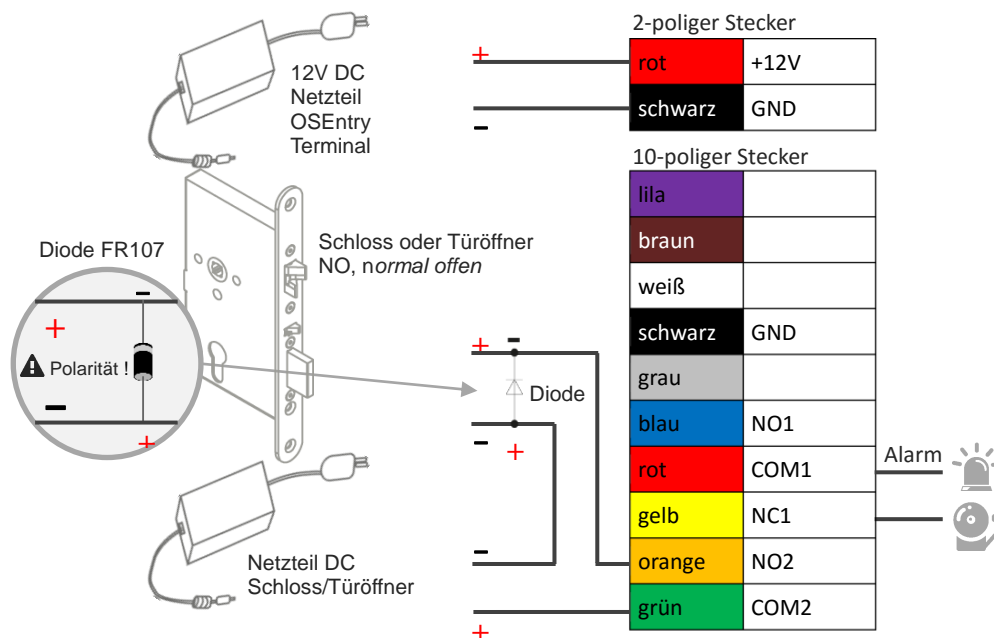 2-poliger Stecker
+
rot +12V
schwarz GND
-
12V DC
Netzteil
OSEntry
Terminal
10-poliger Stecker
lila
braun
weiß
schwarz GND
grau
blau NO1
rot COM1
gelb NC1
orange NO2
grün COM2
Diode FR107
-
+
Polarität !
-
+
Schloss oder Türöffner
NO, normal offen
+
-
Diode
-
+
Alarm
Netzteil DC
Schloss/Türöffner
-
+